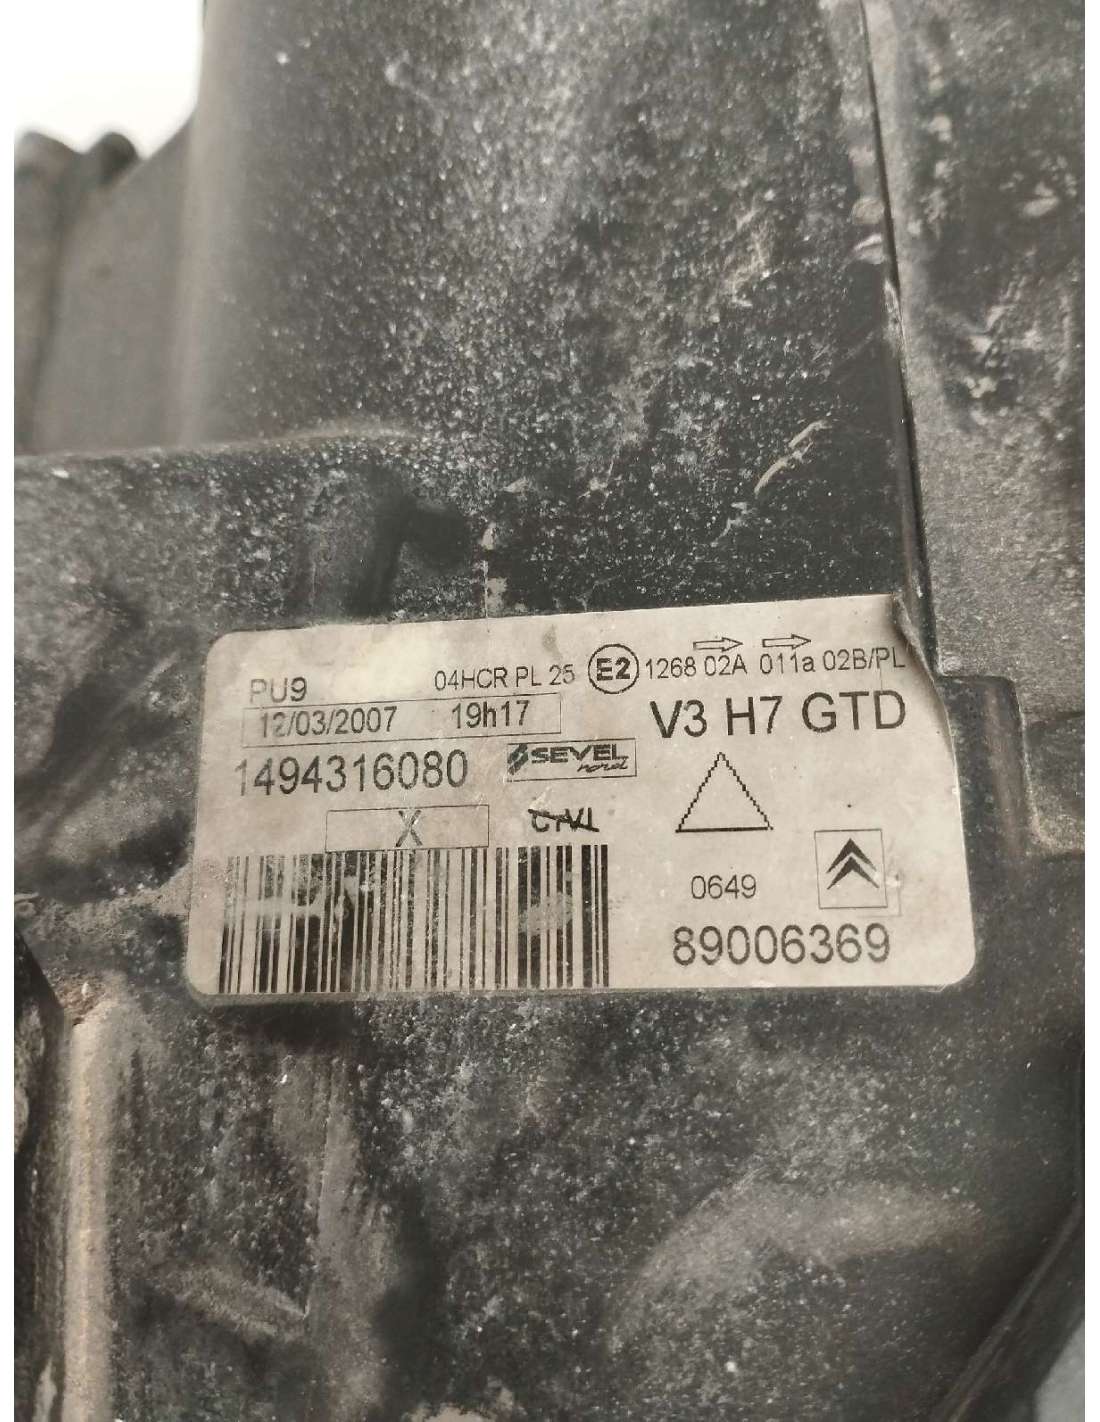 PU9 04HCR PL 25 E2 1268 02A 011a 02B/PL
12/03/2007 19h17 V3 H7 GTD
1494316080 SEVEL nord
X
0649
89006369